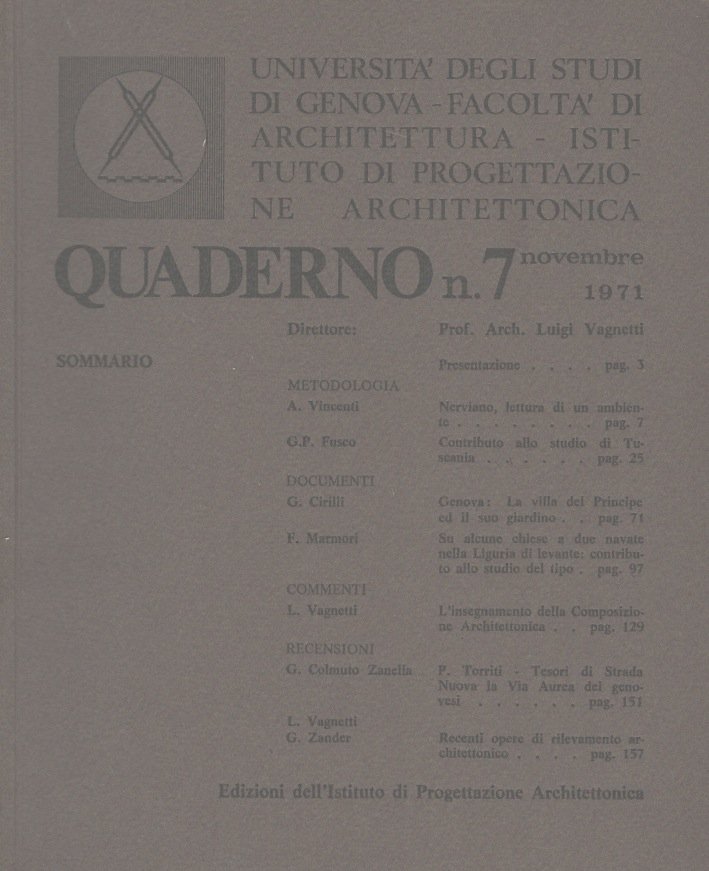 UNIVERSITA' DEGLI STUDI
DI GENOVA - FACOLTA' DI
ARCHITETTURA - ISTI-
TUTO DI PROGETTAZIO-
NE ARCHITETTONICA
QUADERNO n. 7 novembre
1971
Direttore: Prof. Arch. Luigi Vagnetti
SOMMARIO
Presentazione . . . . pag. 3
METODOLOGIA
A. Vincenti Nerviano, lettura di un ambien-
te . . . . . . . . pag. 7
G.P. Fusco Contributo allo studio di Tu-
scania . . . . . . pag. 25
DOCUMENTI
G. Cirilli Genova: La villa del Principe
ed il suo giardino . . pag. 71
F. Marmori Su alcune chiese a due navate
nella Liguria di levante: contribu-
to allo studio del tipo . pag. 97
COMMENTI
L. Vagnetti L'insegnamento della Composizio-
ne Architettonica . . pag. 129
RECENSIONI
G. Colmuto Zanella P. Torriti - Tesori di Strada
Nuova la Via Aurea dei geno-
vesi . . . . . . pag. 151
L. Vagnetti
G. Zander Recenti opere di rilevamento ar-
chitettonico . . . . pag. 157
Edizioni dell'Istituto di Progettazione Architettonica